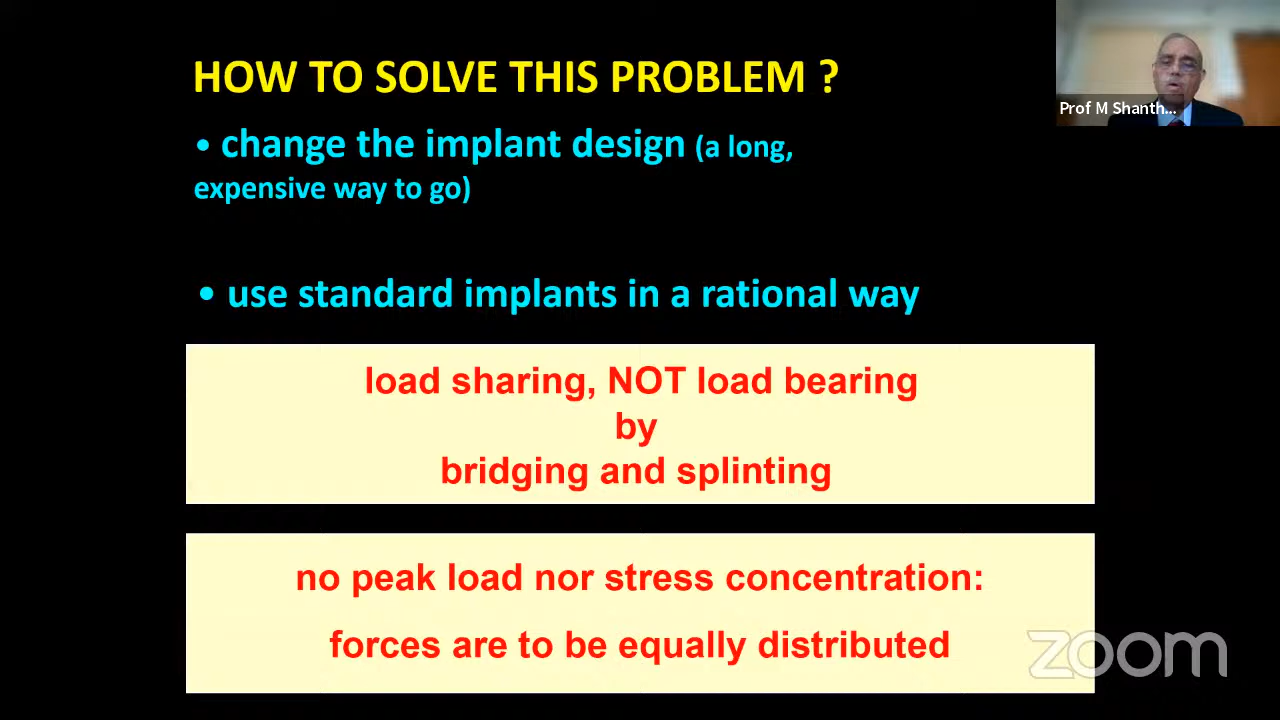 HOW TO SOLVE THIS PROBLEM ?
Prof M Shanth...
• change the implant design (a long,
expensive way to go)
• use standard implants in a rational way
load sharing, NOT load bearing
by
bridging and splinting
no peak load nor stress concentration:
forces are to be equally distributed
zoom